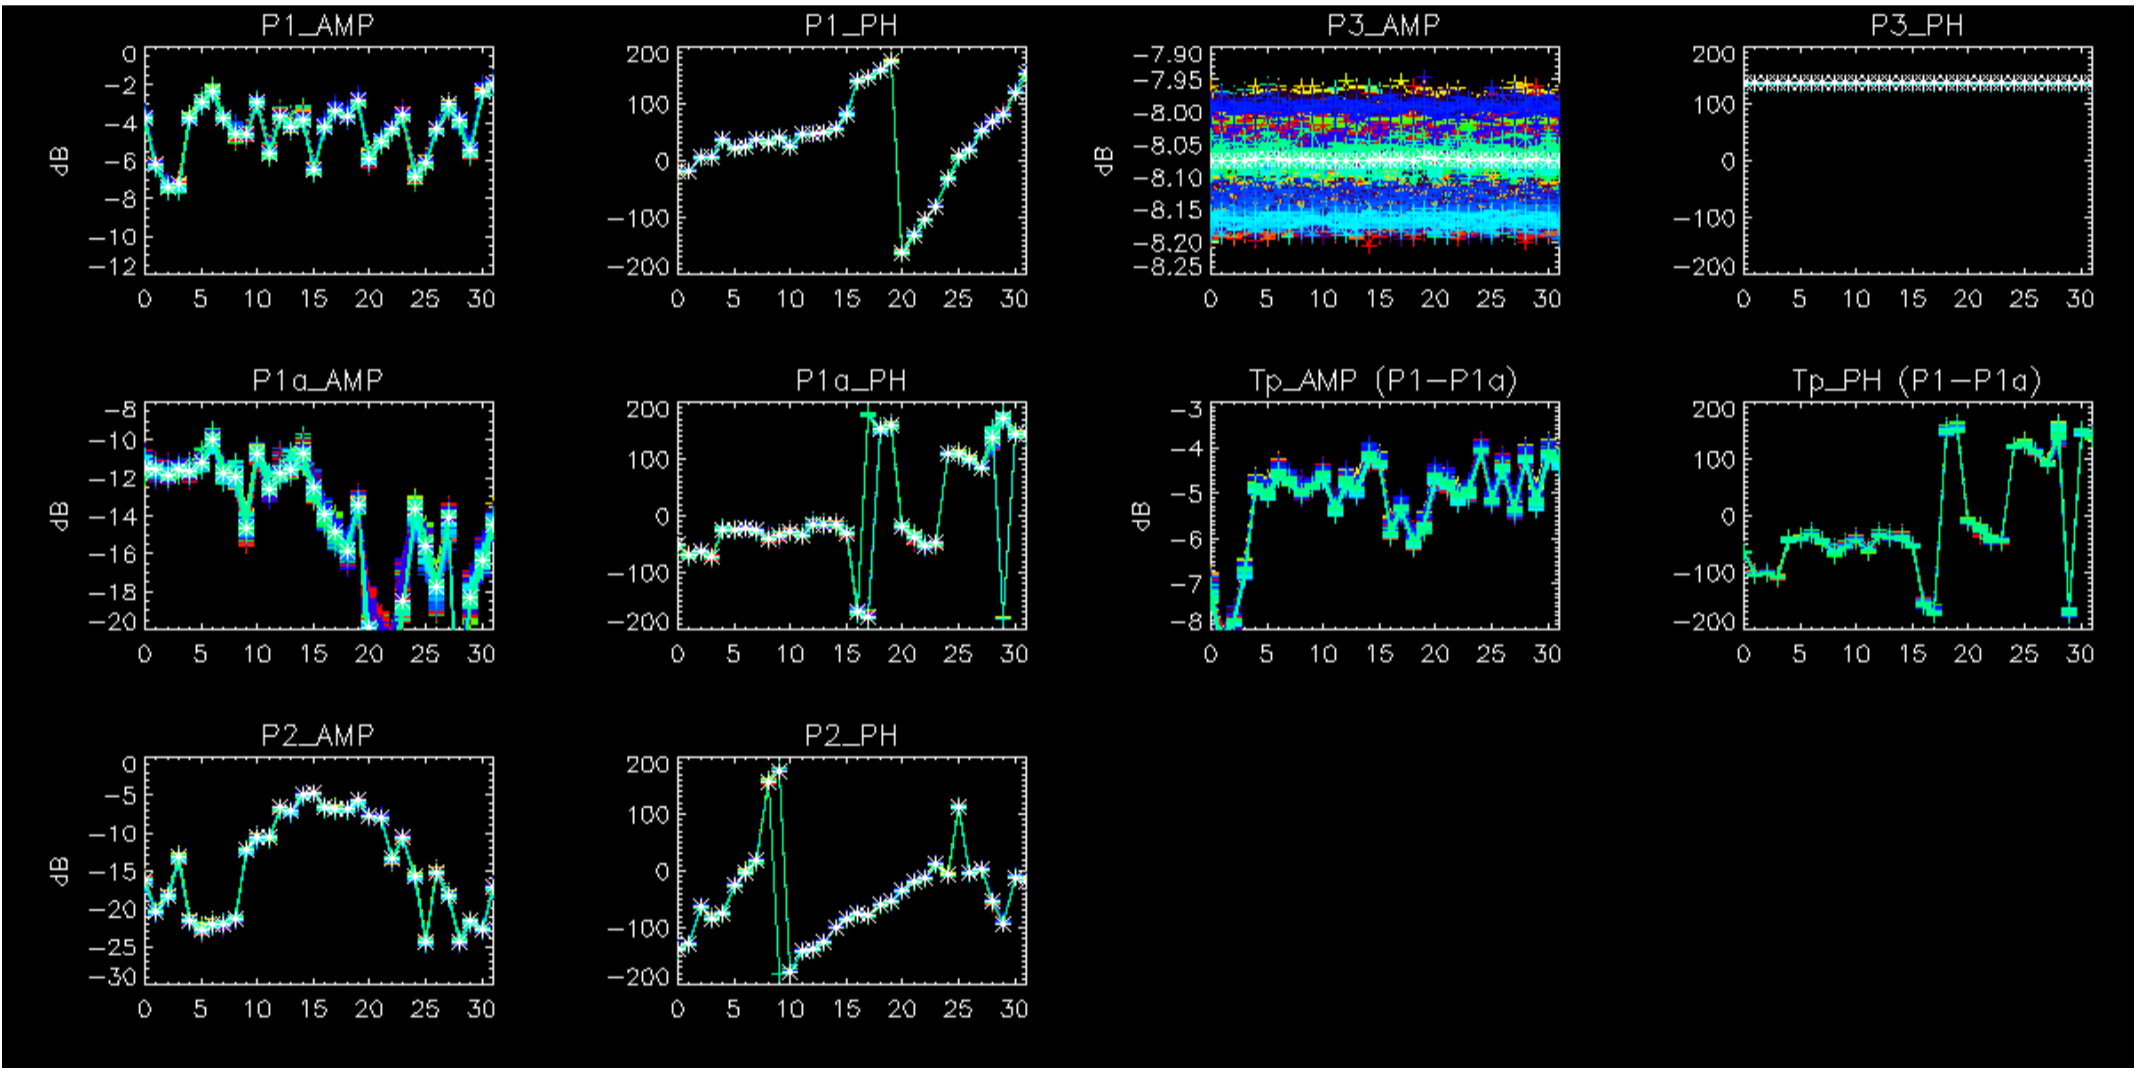 P1_AMP P1_PH P3_AMP P3_PH
0 200 -7.90 200
-2 -7.95
-4 100 -8.00 100
dB -6 0 dB -8.05 0
-8 -8.10
-10 -100 -8.15 -100
-12 -200 -8.20 -200
-8.25
0 5 10 15 20 25 30 0 5 10 15 20 25 30 0 5 10 15 20 25 30 0 5 10 15 20 25 30
P1a_AMP P1a_PH Tp_AMP (P1-P1a) Tp_PH (P1-P1a)
-8 200 -3 200
-10 100 -4 100
-12
dB -14 0 dB -5 0
-16 -6
-18 -100 -7 -100
-20 -200 -8 -200
0 5 10 15 20 25 30 0 5 10 15 20 25 30 0 5 10 15 20 25 30 0 5 10 15 20 25 30
P2_AMP P2_PH
0 200
-5 100
-10
dB -15 0
-20 -100
-25
-30 -200
0 5 10 15 20 25 30 0 5 10 15 20 25 30